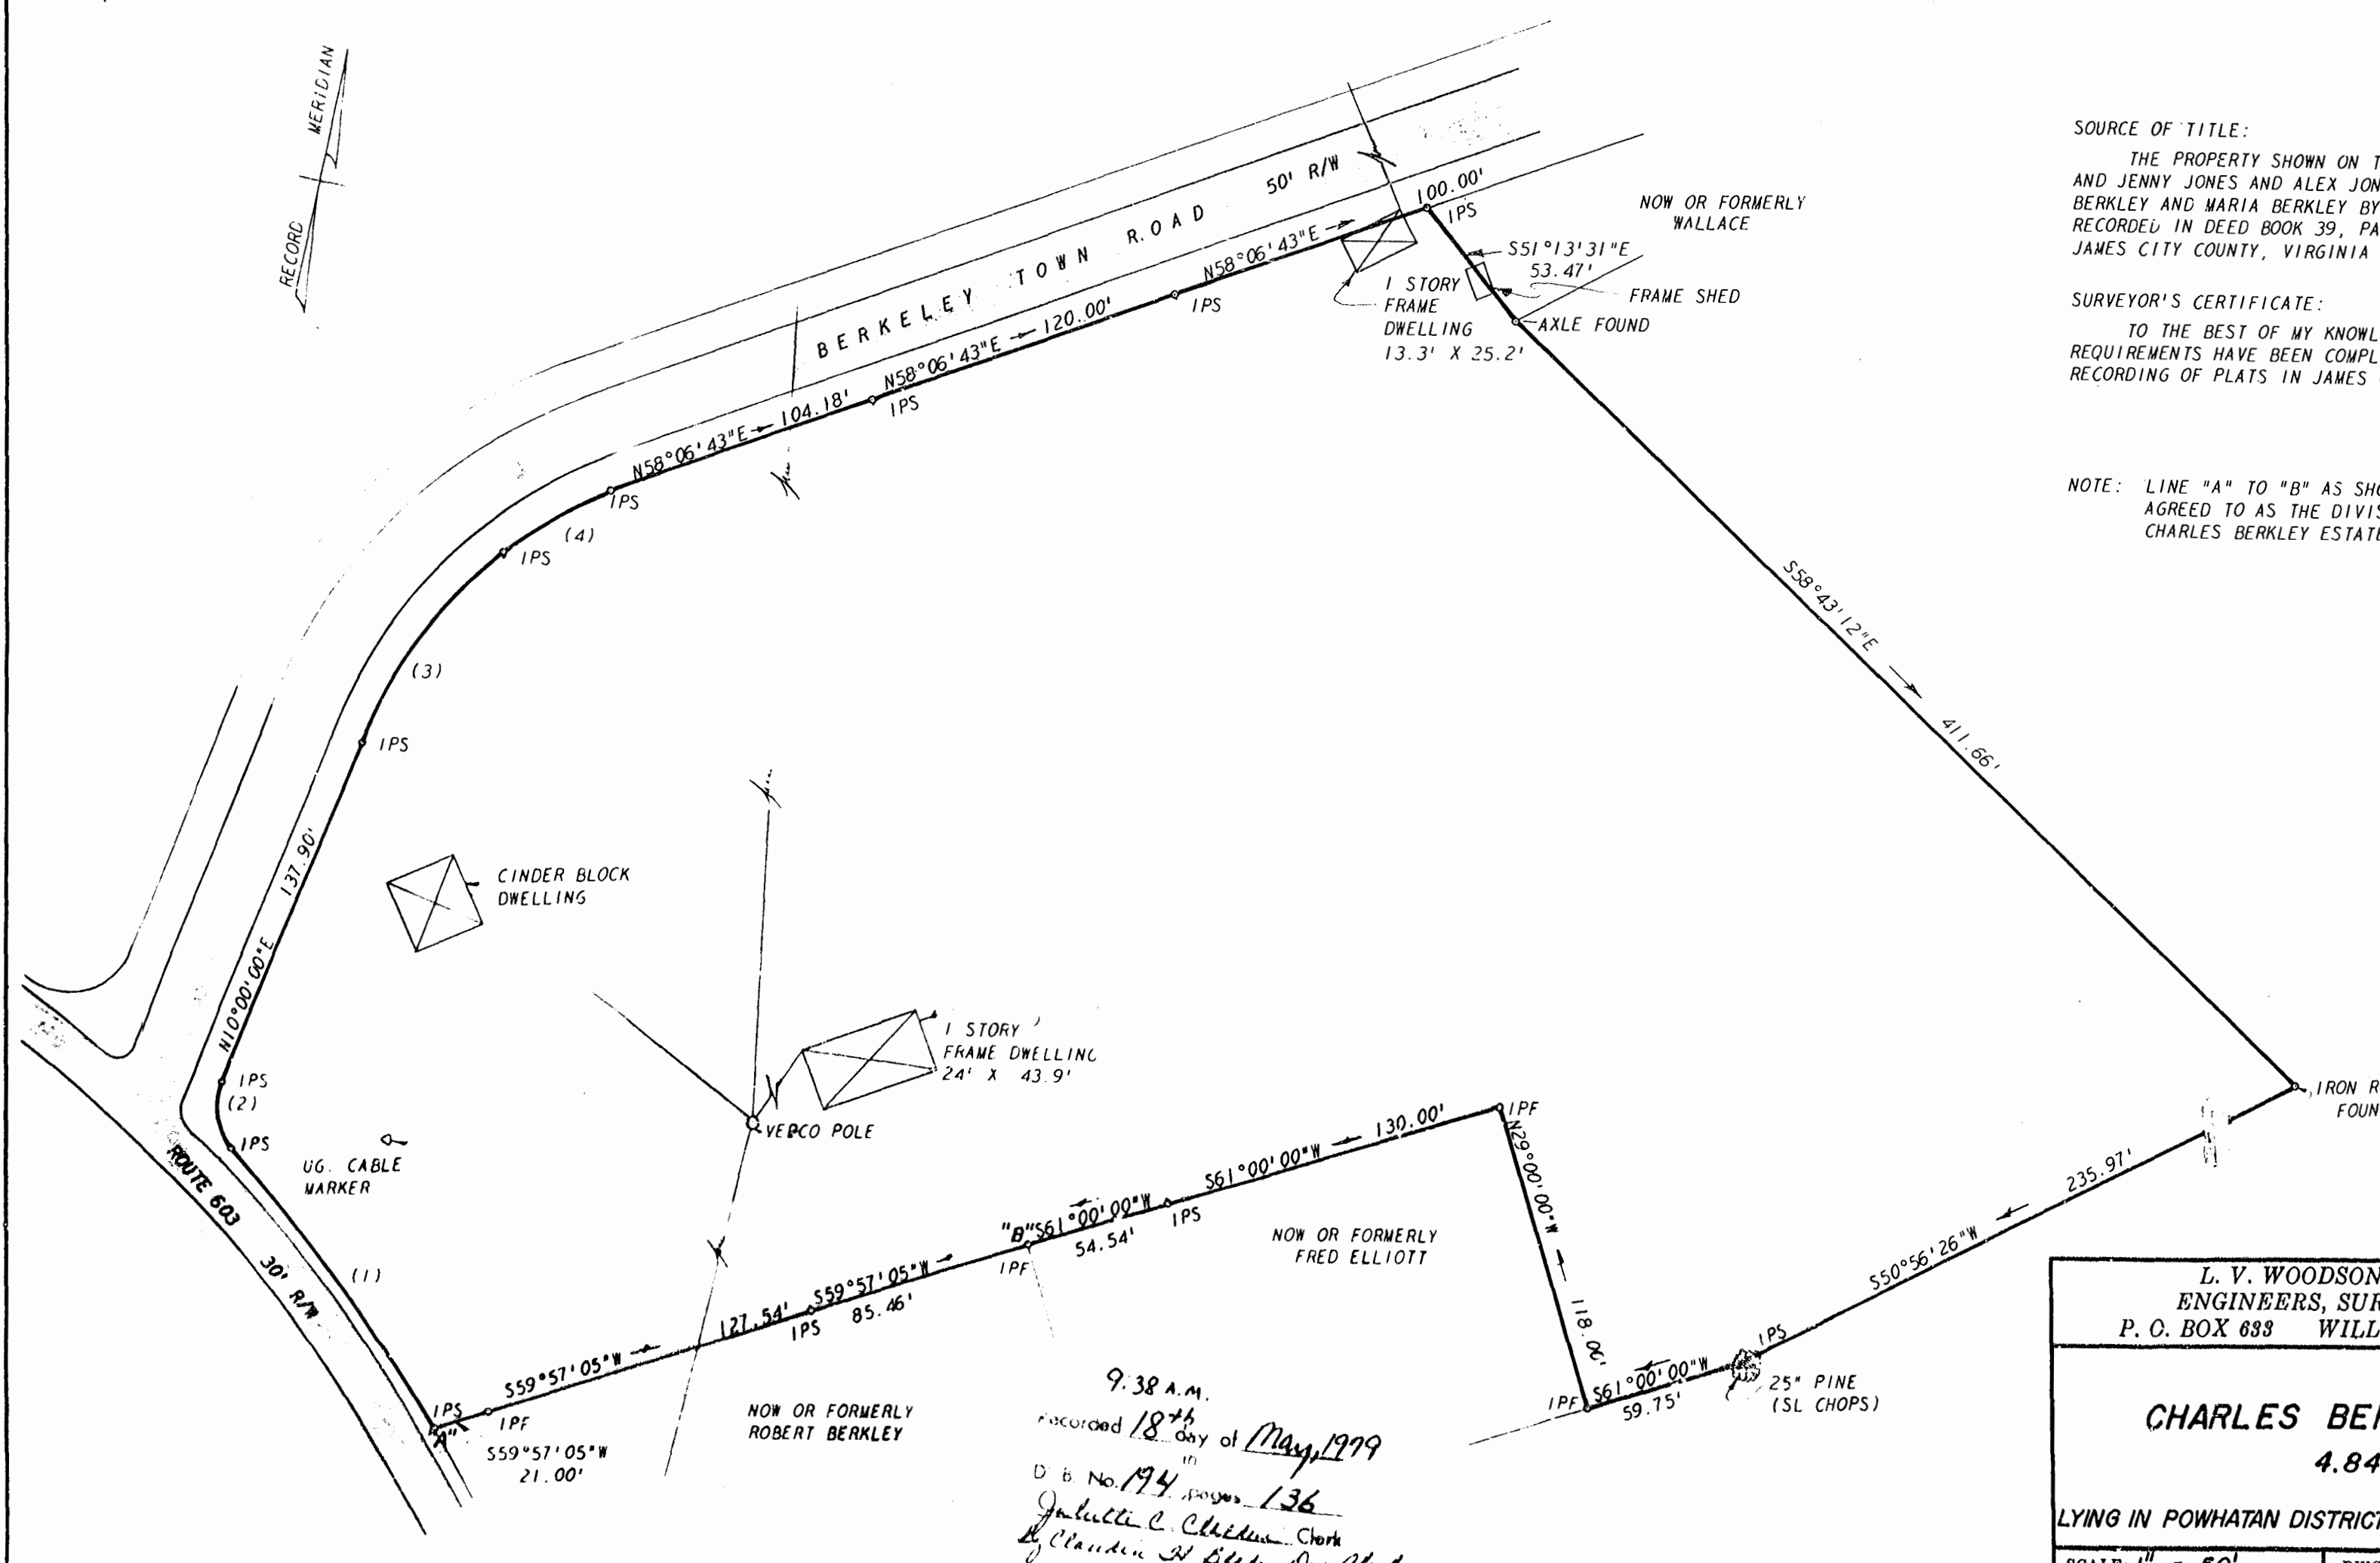 RECORD MERIDIAN
BERKELEY TOWN ROAD 50' R/W
100.00'
IPS
NOW OR FORMERLY
WALLACE
S51°13'31"E
53.47'
FRAME SHED
AXLE FOUND
1 STORY
FRAME
DWELLING
13.3' X 25.2'
N58°06'43"E
IPS
N58°06'43"E 120.00'
IPS
N58°06'43"E 104.18'
IPS
(4)
IPS
(3)
IPS
N10°00'00"E 137.90'
IPS
(2)
IPS
(1)
ROUTE 603 30' R/W
UG. CABLE
MARKER
CINDER BLOCK
DWELLING
1 STORY
FRAME DWELLING
24' X 43.9'
VEPCO POLE
S58°43'12"E 411.66'
IRON R
FOUN
235.97'
S50°56'26"W
IPS
25" PINE
(SL CHOPS)
S61°00'00"W
59.75'
IPF
N29°00'00"W 118.00'
IPF
S61°00'00"W 130.00'
IPS
"B" S61°00'00"W
54.54'
IPF
NOW OR FORMERLY
FRED ELLIOTT
S59°57'05"W
85.46'
IPS
S59°57'05"W 127.54'
IPF
IPS
"A"
S59°57'05"W
21.00'
NOW OR FORMERLY
ROBERT BERKLEY
9:38 A.M.
recorded 18th day of May, 1979
in
D.B. No. 194 pages 136
Clerk
SOURCE OF TITLE:
THE PROPERTY SHOWN ON T
AND JENNY JONES AND ALEX JON
BERKLEY AND MARIA BERKLEY BY
RECORDED IN DEED BOOK 39, PA
JAMES CITY COUNTY, VIRGINIA
SURVEYOR'S CERTIFICATE:
TO THE BEST OF MY KNOWL
REQUIREMENTS HAVE BEEN COMPL
RECORDING OF PLATS IN JAMES
NOTE: LINE "A" TO "B" AS SHO
AGREED TO AS THE DIVIS
CHARLES BERKLEY ESTATE
L. V. WOODSON
ENGINEERS, SUR
P. O. BOX 633 WILL
CHARLES BE
4.84
LYING IN POWHATAN DISTRICT
SCALE: 1" = 50'